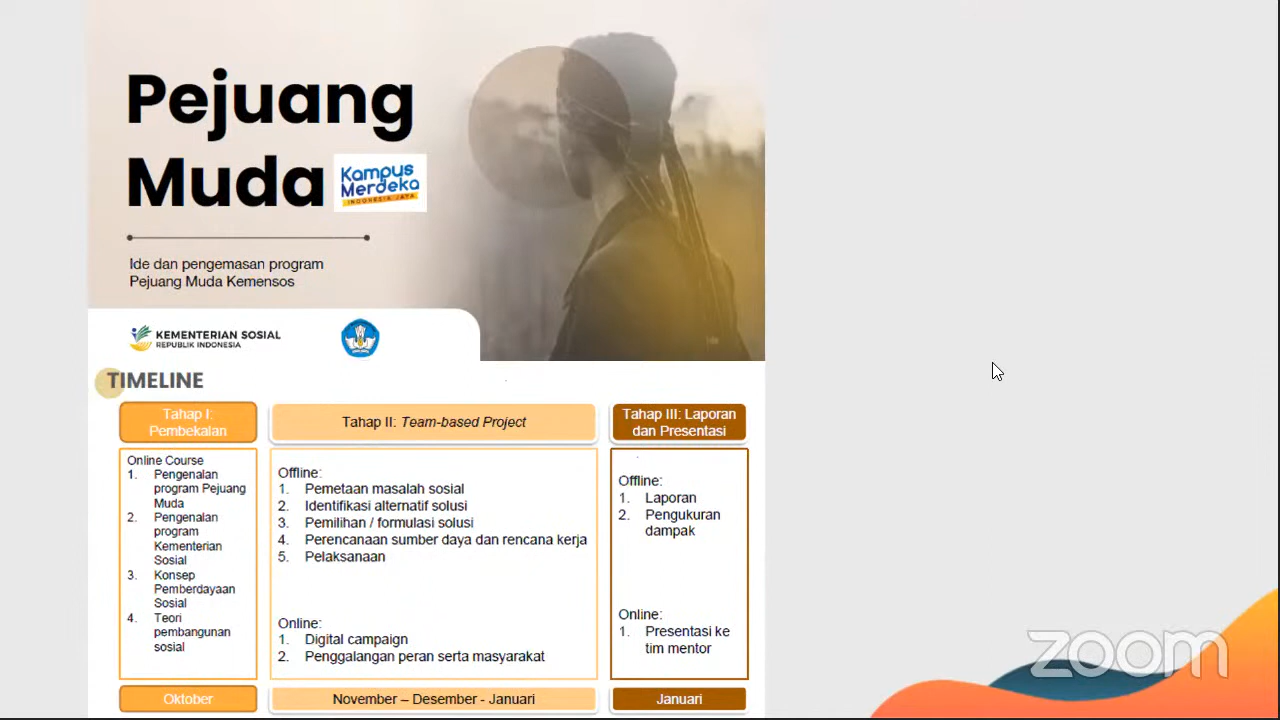 Pejuang
Muda
Kampus
Merdeka
INDONESIA JAYA
Ide dan pengemasan program
Pejuang Muda Kemensos
KEMENTERIAN SOSIAL
REPUBLIK INDONESIA
TIMELINE
Tahap I:
Pembekalan
Online Course
1. Pengenalan
program Pejuang
Muda
2. Pengenalan
program
Kementerian
Sosial
3. Konsep
Pemberdayaan
Sosial
4. Teori
pembangunan
sosial
Oktober
Tahap II: Team-based Project
Offline:
1. Pemetaan masalah sosial
2. Identifikasi alternatif solusi
3. Pemilihan / formulasi solusi
4. Perencanaan sumber daya dan rencana kerja
5. Pelaksanaan
Online:
1. Digital campaign
2. Penggalangan peran serta masyarakat
November – Desember - Januari
Tahap III: Laporan
dan Presentasi
Offline:
1. Laporan
2. Pengukuran
dampak
Online:
1. Presentasi ke
tim mentor
Januari
zoom